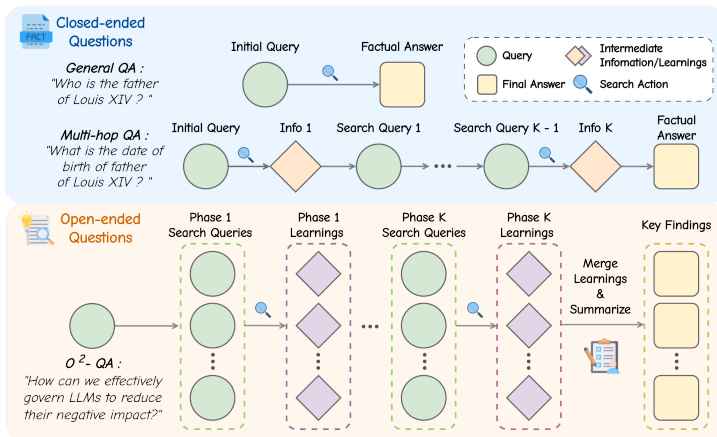 Closed-ended
Questions
FACT
General QA :
"Who is the father
of Louis XIV ? "
Initial Query
Factual Answer
Query
Intermediate
Infomation/Learnings
Final Answer
Search Action
Multi-hop QA :
"What is the date of
birth of father
of Louis XIV ? "
Initial Query
Info 1
Search Query 1
Search Query K - 1
Info K
Factual
Answer
...
Open-ended
Questions
Phase 1
Search Queries
Phase 1
Learnings
Phase K
Search Queries
Phase K
Learnings
Key Findings
Merge
Learnings
&
Summarize
...
O ²- QA :
"How can we effectively
govern LLMs to reduce
their negative impact?"